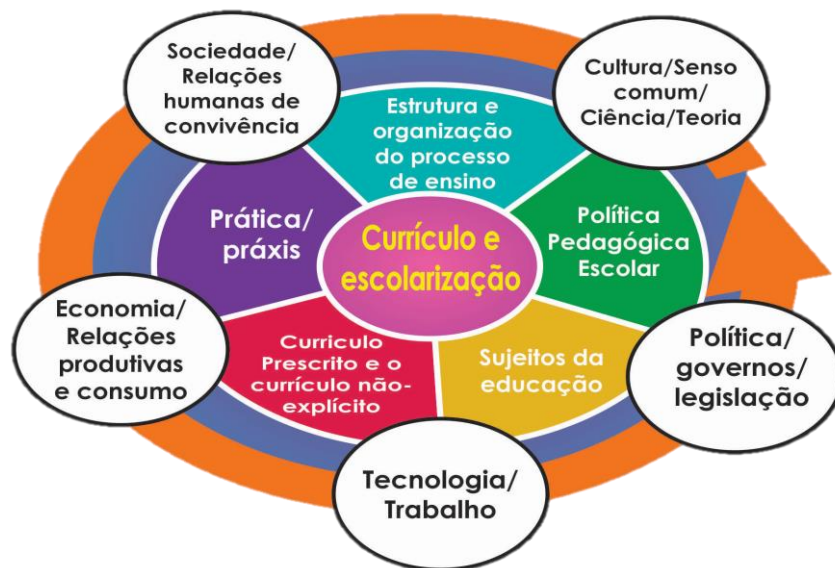 Sociedade/
Relações
humanas de
convivência
Cultura/Senso
comum/
Ciência/Teoria
Estrutura e
organização
do processo
de ensino
Prática/
práxis
Política
Pedagógica
Escolar
Currículo e
escolarização
Economia/
Relações
produtivas
e consumo
Curriculo
Prescrito e o
currículo não-
explícito
Sujeitos da
educação
Política/
governos/
legislação
Tecnologia/
Trabalho